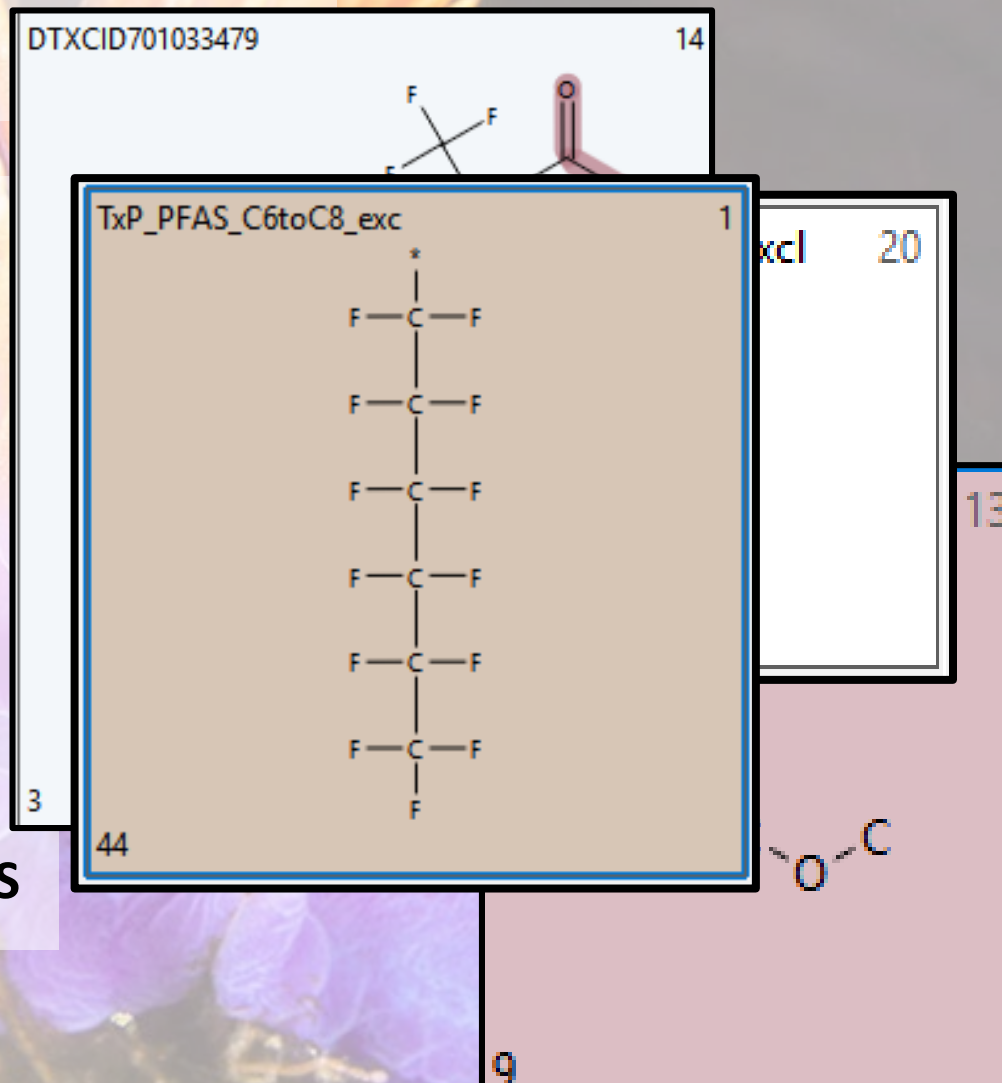 DTXCID701033479 14
F
F
O
F
TxP_PFAS_C6toC8_exc 1
*
xcl 20
F C F
F C F
F C F
13
F C F
F C F
F C F
F
3
44
C
O
s
9